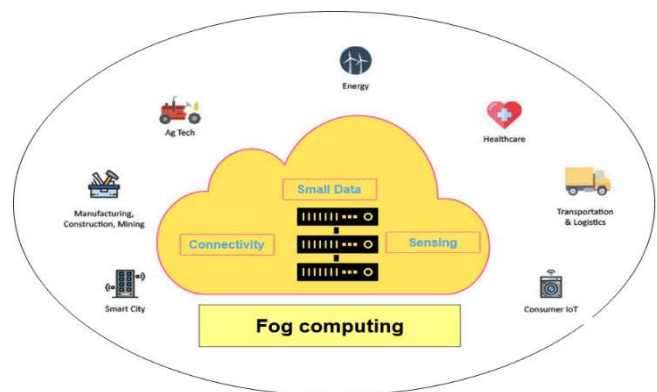 Energy
Ag Tech
Healthcare
Small Data
Manufacturing,
Construction, Mining
Transportation
& Logistics
Connectivity
Sensing
Smart City
Consumer IoT
Fog computing